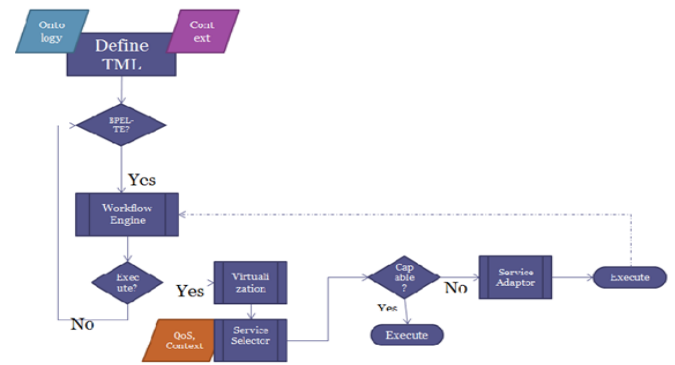 Onto
logy
Cont
ext
Define
TML
BPEL-
TE?
Yes
Workflow
Engine
Exec
ute?
Yes
Virtuali
zation
No
QoS,
Context
Service
Selector
Cap
able
?
No
Yes
Execute
Service
Adaptor
Execute